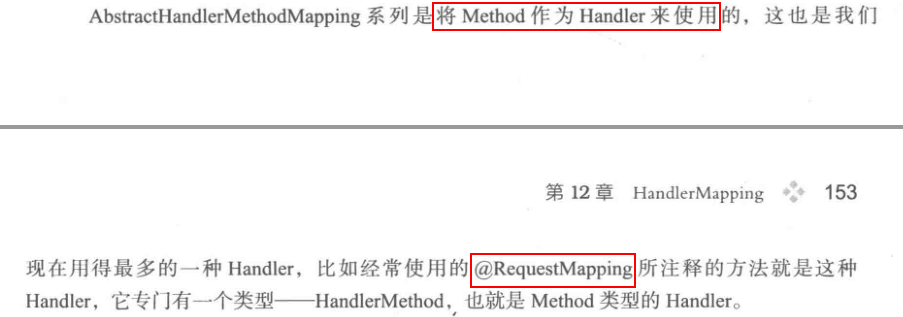 AbstractHandlerMethodMapping 系列是将 Method 作为 Handler 来使用的，这也是我们
第 12 章 HandlerMapping 153
现在用得最多的一种 Handler，比如经常使用的 @RequestMapping 所注释的方法就是这种
Handler，它专门有一个类型——HandlerMethod，也就是 Method 类型的 Handler。